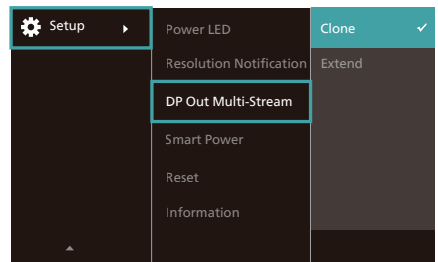 Setup
Power LED
Resolution Notification
DP Out Multi-Stream
Smart Power
Reset
Information
Clone
Extend